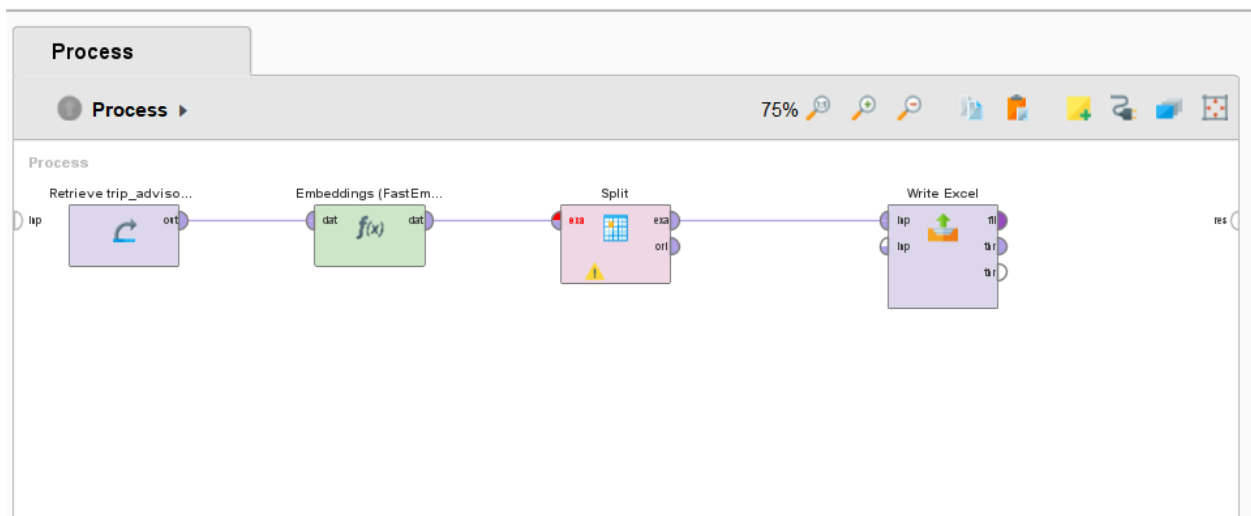 Process
Process
75%
Process
Retrieve trip_adviso...
Embeddings (FastEm...
Split
Write Excel
inp
out
dat
dat
exa
exa
ori
inp
inp
fil
thr
thr
res